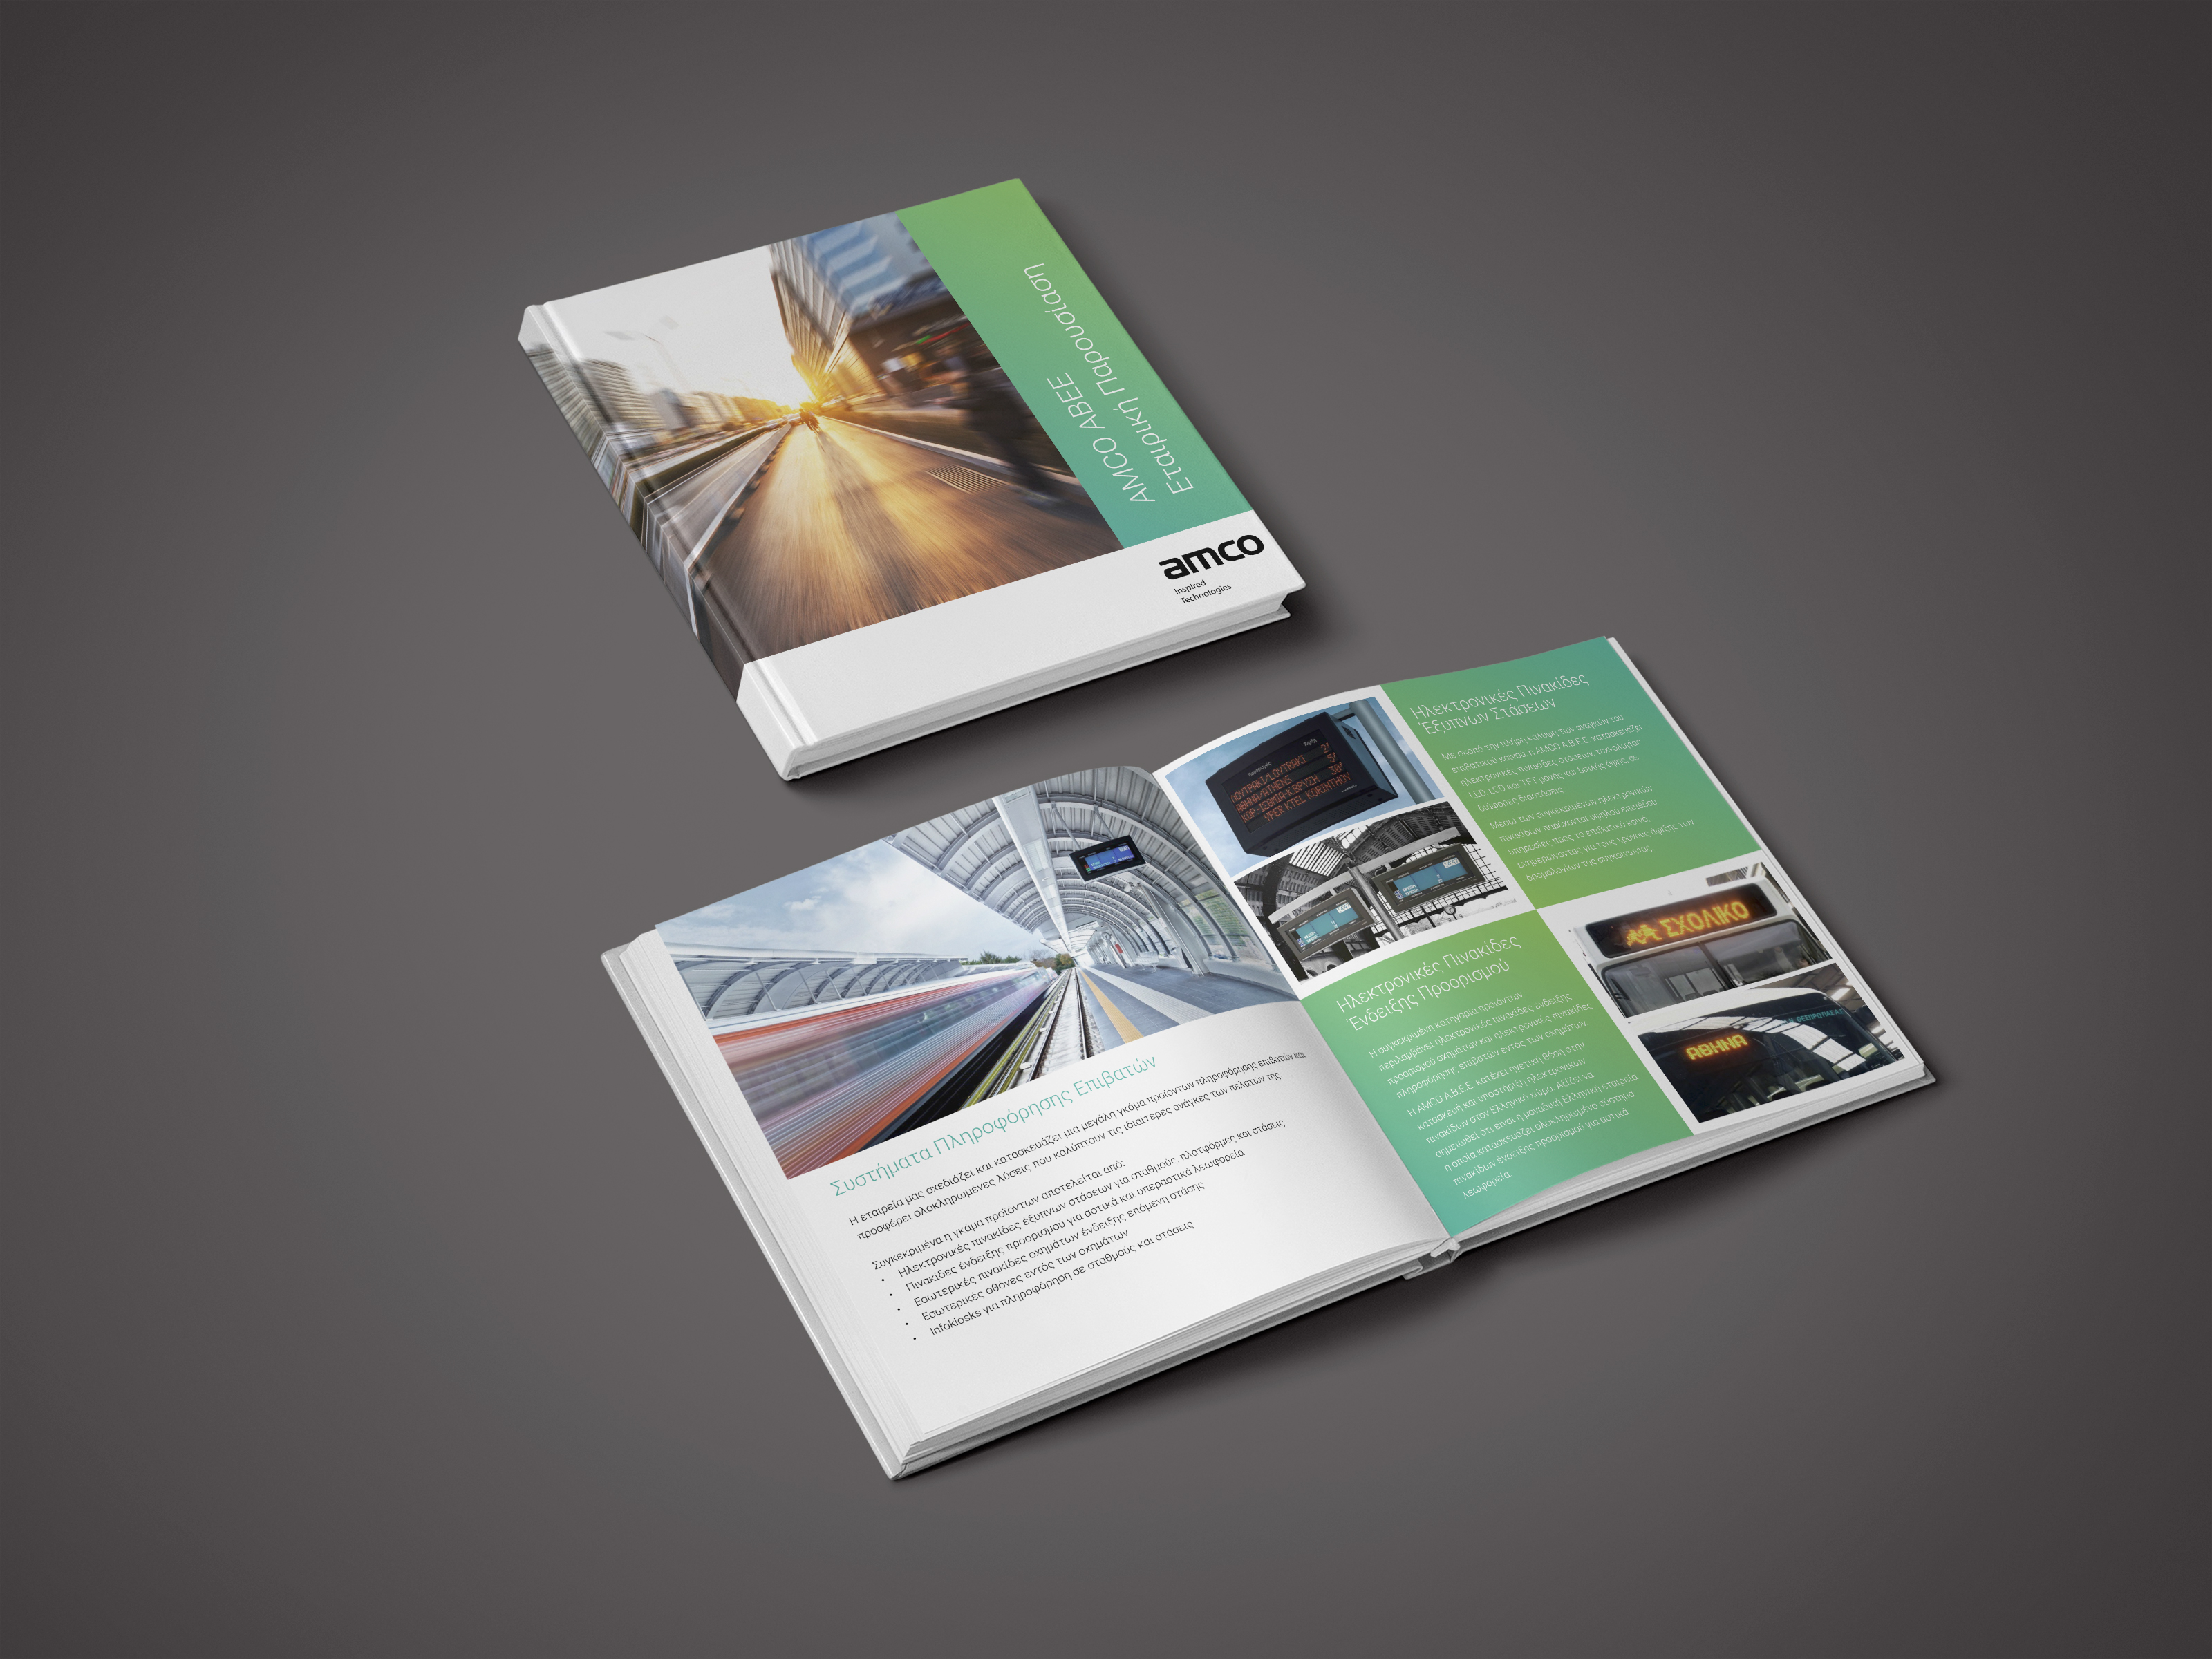 AMCO ABEE
Εταιρική Παρουσίαση
amco
Inspired
Technologies
Συστήματα Πληροφόρησης Επιβατών
Η εταιρεία μας σχεδιάζει και κατασκευάζει μια μεγάλη γκάμα προϊόντων πληροφόρησης επιβατών και
προσφέρει ολοκληρωμένες λύσεις που καλύπτουν τις ιδιαίτερες ανάγκες των πελατών της.
Συγκεκριμένα η γκάμα προϊόντων αποτελείται από:
• Ηλεκτρονικές πινακίδες έξυπνων στάσεων για σταθμούς, πλατφόρμες και στάσεις
• Πινακίδες ένδειξης προορισμού για αστικά και υπεραστικά λεωφορεία
• Εσωτερικές πινακίδες οχημάτων ένδειξης επόμενη στάσης
• Εσωτερικές οθόνες εντός των οχημάτων
• Infokiosks για πληροφόρηση σε σταθμούς και στάσεις
Προορισμός Άφιξη
ΛΟΥΤΡΑΚΙ/LOUTRAKI 2'
ΑΘΗΝΑ/ATHENS 5'
ΚΟΡ-ΙΣΘΜΙΑ-Κ.ΒΡΥΣΗ 30'
ΥΠΕΡ ΚΤΕΛ ΚΟΡΙΝΘΟΥ
Ηλεκτρονικές Πινακίδες
Έξυπνων Στάσεων
Με σκοπό την πλήρη κάλυψη των αναγκών του
επιβατικού κοινού, η AMCO A.B.E.E. κατασκευάζει
ηλεκτρονικές πινακίδες στάσεων, τεχνολογίας
LED, LCD και TFT μονής και διπλής όψης, σε
διάφορες διαστάσεις.
Μέσω των συγκεκριμένων ηλεκτρονικών
πινακίδων παρέχονται υψηλού επιπέδου
υπηρεσίες προς το επιβατικό κοινό,
ενημερώνοντας για τους χρόνους άφιξης των
δρομολογίων της συγκοινωνίας.
Ηλεκτρονικές Πινακίδες
Ένδειξης Προορισμού
Η συγκεκριμένη κατηγορία προϊόντων
περιλαμβάνει ηλεκτρονικές πινακίδες ένδειξης
προορισμού οχημάτων και ηλεκτρονικές πινακίδες
πληροφόρησης επιβατών εντός των οχημάτων.
Η AMCO A.B.E.E. κατέχει ηγετική θέση στην
κατασκευή και υποστήριξη ηλεκτρονικών
πινακίδων στον Ελληνικό χώρο. Αξίζει να
σημειωθεί ότι είναι η μοναδική Ελληνική εταιρεία
η οποία κατασκευάζει ολοκληρωμένα σύστημα
πινακίδων ένδειξης προορισμού για αστικά
λεωφορεία.
ΣΧΟΛΙΚΟ
ΑΘΗΝΑ